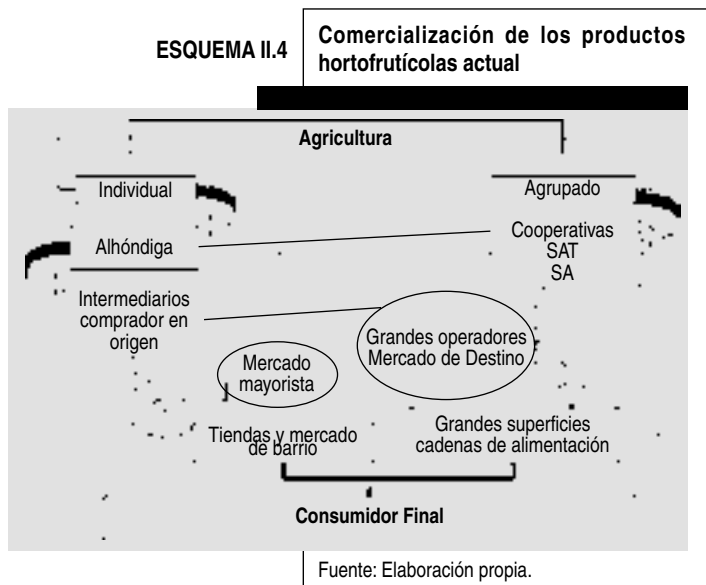 ESQUEMA II.4
Comercialización de los productos
hortofrutícolas actual
Agricultura
Individual
Agrupado
Alhóndiga
Cooperativas
SAT
SA
Intermediarios
comprador en
origen
Grandes operadores
Mercado de Destino
Mercado
mayorista
Tiendas y mercado
de barrio
Grandes superficies
cadenas de alimentación
Consumidor Final
Fuente: Elaboración propia.